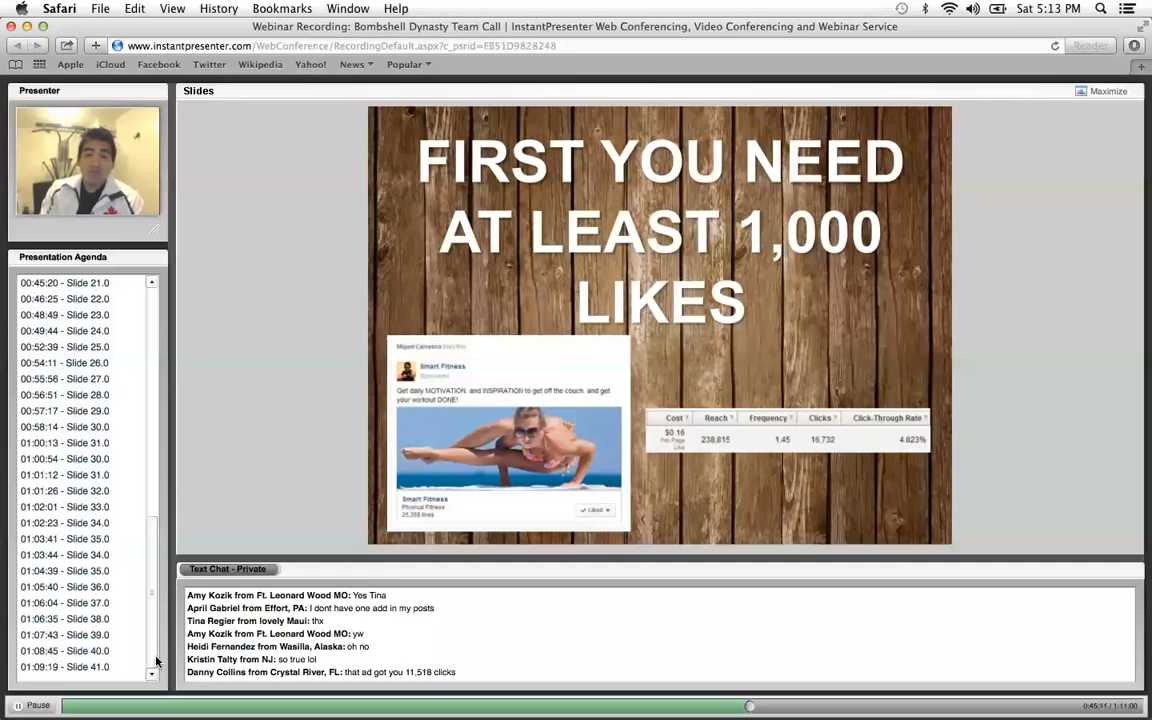 Safari File Edit View History Bookmarks Window Help Sat 5:13 PM
Webinar Recording: Bombshell Dynasty Team Call | InstantPresenter Web Conferencing, Video Conferencing and Webinar Service
www.instantpresenter.com/WebConference/RecordingDefault.aspx?c_psrid=EB51D9828248
Reader
Apple iCloud Facebook Twitter Wikipedia Yahoo! News Popular
Presenter
Slides
Maximize
FIRST YOU NEED
AT LEAST 1,000
LIKES
Smart Fitness
Sponsored
Get daily MOTIVATION. and INSPIRATION to get off the couch. and get
your workout DONE!
Smart Fitness
Physical Fitness
25,358 likes
Liked
Cost ? Reach ? Frequency ? Clicks ? Click-Through Rate ?
$0.16
Per Page
Like
238,815 1.45 16,732 4.823%
Presentation Agenda
00:45:20 - Slide 21.0
00:46:25 - Slide 22.0
00:48:49 - Slide 23.0
00:49:44 - Slide 24.0
00:52:39 - Slide 25.0
00:54:11 - Slide 26.0
00:55:56 - Slide 27.0
00:56:51 - Slide 28.0
00:57:17 - Slide 29.0
00:58:14 - Slide 30.0
01:00:13 - Slide 31.0
01:00:54 - Slide 30.0
01:01:12 - Slide 31.0
01:01:26 - Slide 32.0
01:02:01 - Slide 33.0
01:02:23 - Slide 34.0
01:03:41 - Slide 35.0
01:03:44 - Slide 34.0
01:04:39 - Slide 35.0
01:05:40 - Slide 36.0
01:06:04 - Slide 37.0
01:06:35 - Slide 38.0
01:07:43 - Slide 39.0
01:08:45 - Slide 40.0
01:09:19 - Slide 41.0
Text Chat - Private
Amy Kozik from Ft. Leonard Wood MO: Yes Tina
April Gabriel from Effort, PA: I dont have one add in my posts
Tina Regier from lovely Maui: thx
Amy Kozik from Ft. Leonard Wood MO: yw
Heidi Fernandez from Wasilla, Alaska: oh no
Kristin Talty from NJ: so true lol
Danny Collins from Crystal River, FL: that ad got you 11,518 clicks
Pause
0:45:11 / 1:11:00